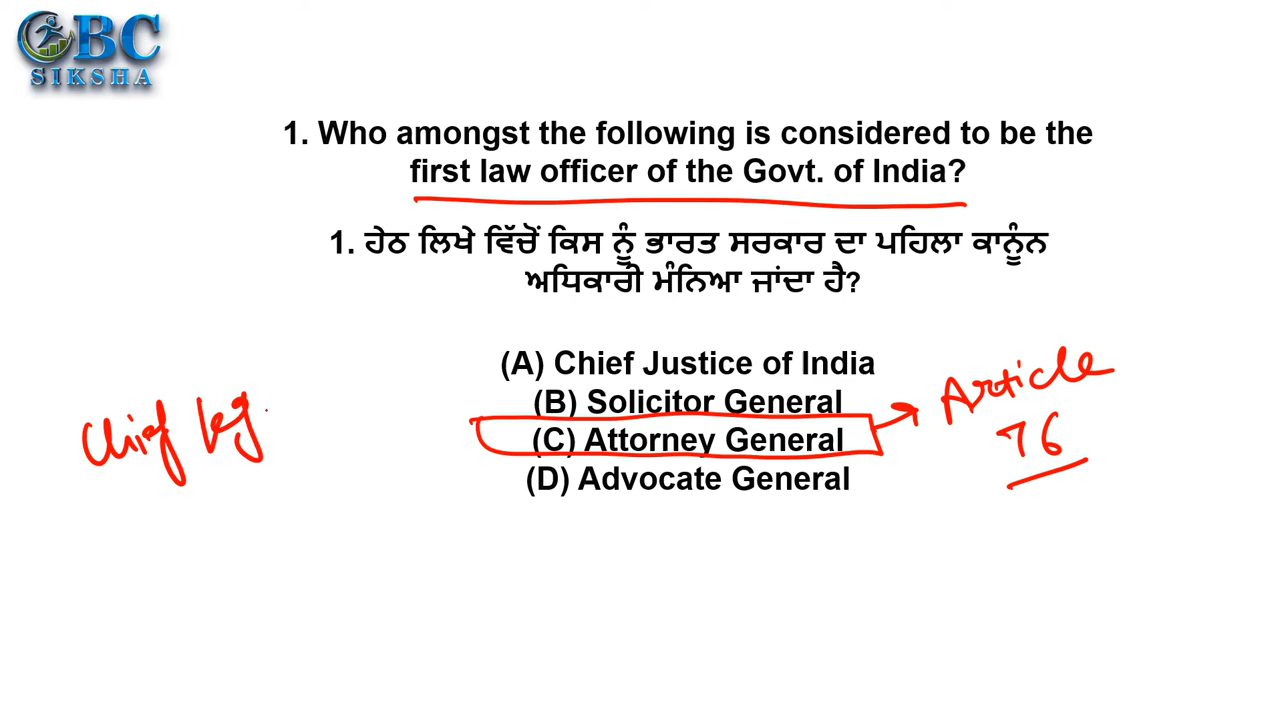 OBC
SIKSHA
1. Who amongst the following is considered to be the
first law officer of the Govt. of India?
1. ਹੇਠ ਲਿਖੇ ਵਿੱਚੋਂ ਕਿਸ ਨੂੰ ਭਾਰਤ ਸਰਕਾਰ ਦਾ ਪਹਿਲਾ ਕਾਨੂੰਨ
ਅਧਿਕਾਰੀ ਮੰਨਿਆ ਜਾਂਦਾ ਹੈ?
(A) Chief Justice of India
(B) Solicitor General
(C) Attorney General
(D) Advocate General
Article
76
Chief